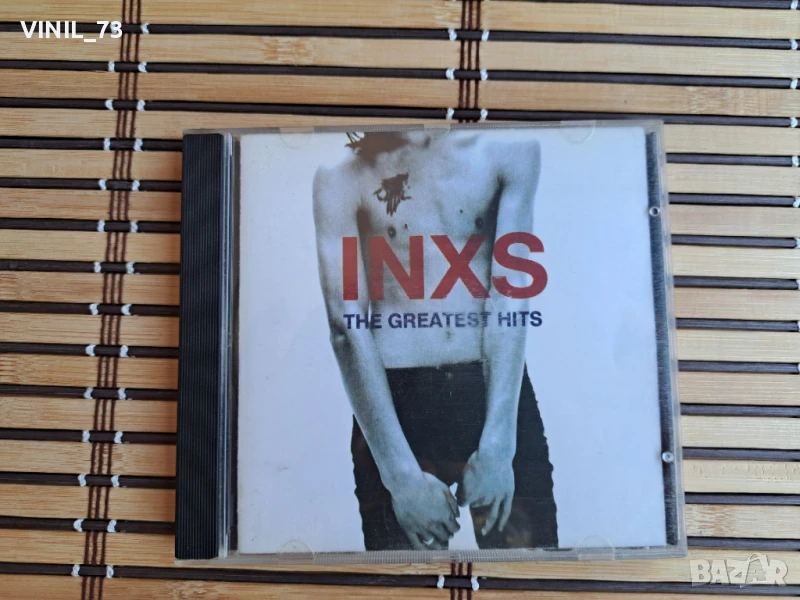 VINIL_73
INXS
THE GREATEST HITS
BAZAR